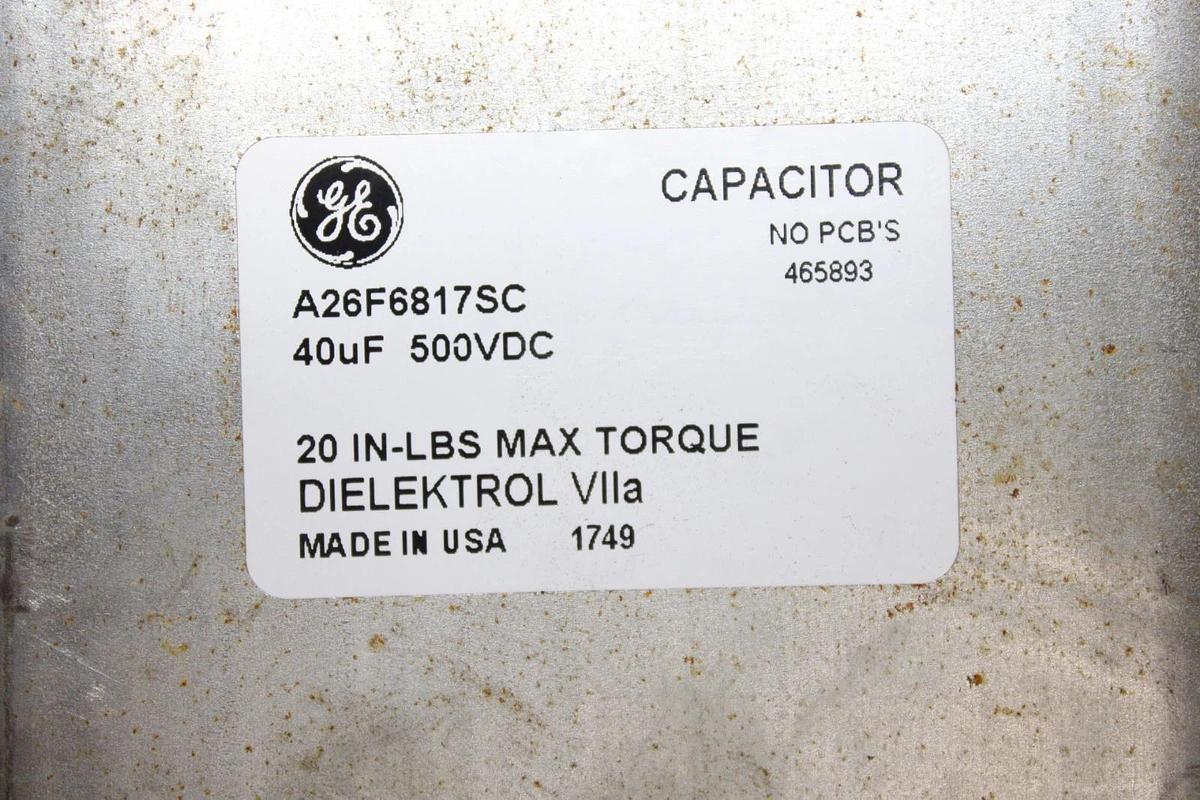 GE
CAPACITOR
NO PCB'S
465893
A26F6817SC
40uF 500VDC
20 IN-LBS MAX TORQUE
DIELEKTROL VIIa
MADE IN USA 1749